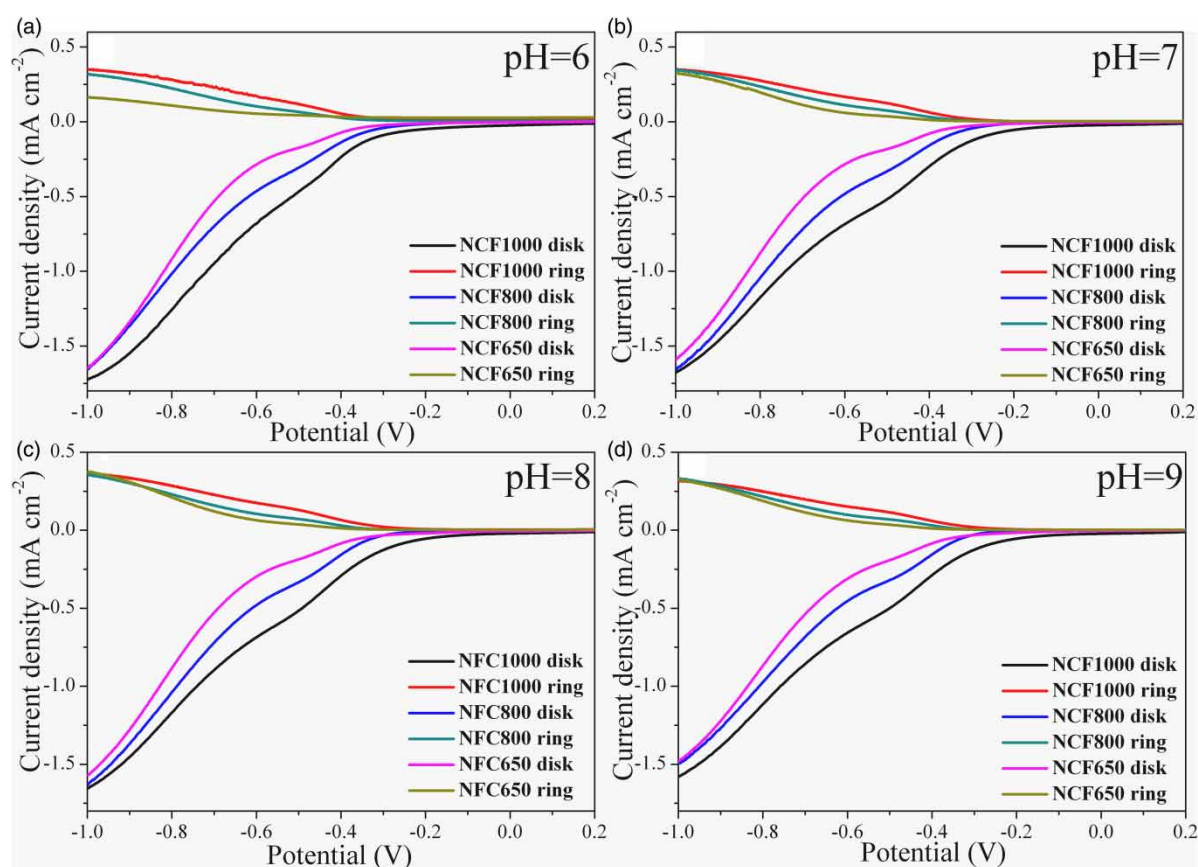 (a)
pH=6
Current density (mA cm⁻²)
0.5
0.0
-0.5
-1.0
-1.5
NCF1000 disk
NCF1000 ring
NCF800 disk
NCF800 ring
NCF650 disk
NCF650 ring
-1.0 -0.8 -0.6 -0.4 -0.2 0.0 0.2
Potential (V)
(b)
pH=7
Current density (mA cm⁻²)
0.5
0.0
-0.5
-1.0
-1.5
NCF1000 disk
NCF1000 ring
NCF800 disk
NCF800 ring
NCF650 disk
NCF650 ring
-1.0 -0.8 -0.6 -0.4 -0.2 0.0 0.2
Potential (V)
(c)
pH=8
Current density (mA cm⁻²)
0.5
0.0
-0.5
-1.0
-1.5
NFC1000 disk
NFC1000 ring
NFC800 disk
NFC800 ring
NFC650 disk
NFC650 ring
-1.0 -0.8 -0.6 -0.4 -0.2 0.0 0.2
Potential (V)
(d)
pH=9
Current density (mA cm⁻²)
0.5
0.0
-0.5
-1.0
-1.5
NCF1000 disk
NCF1000 ring
NCF800 disk
NCF800 ring
NCF650 disk
NCF650 ring
-1.0 -0.8 -0.6 -0.4 -0.2 0.0 0.2
Potential (V)